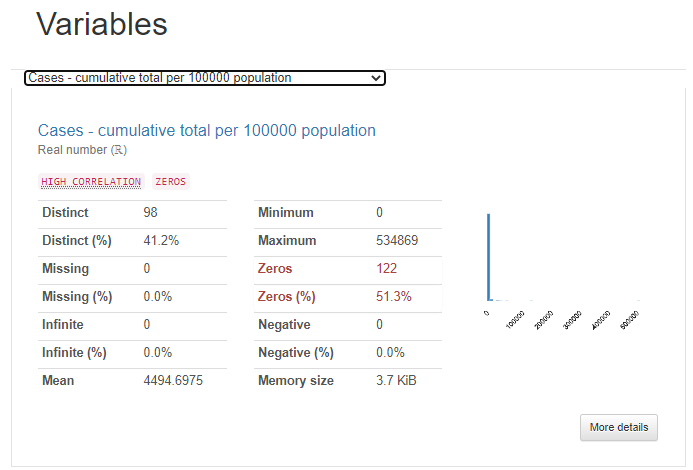 Variables
Cases - cumulative total per 100000 population
Cases - cumulative total per 100000 population
Real number (ℝ)
HIGH CORRELATION ZEROS
Distinct 98 Minimum 0
Distinct (%) 41.2% Maximum 534869
Missing 0 Zeros 122
Missing (%) 0.0% Zeros (%) 51.3%
Infinite 0 Negative 0
Infinite (%) 0.0% Negative (%) 0.0%
Mean 4494.6975 Memory size 3.7 KiB
0 100000 200000 300000 400000 500000
More details